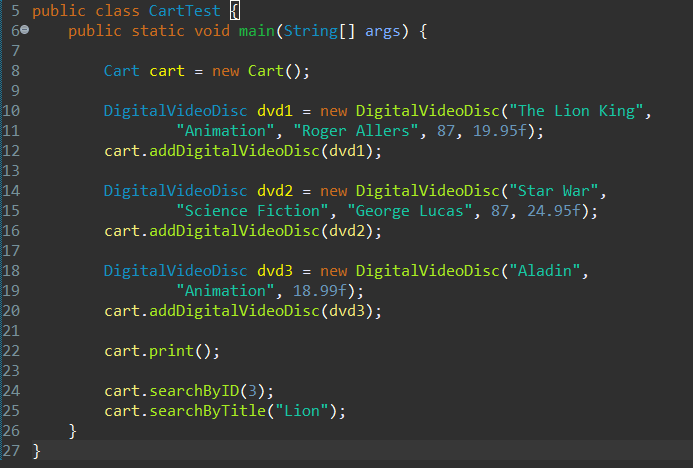 5 public class CartTest {
6 public static void main(String[] args) {
7
8 Cart cart = new Cart();
9
10 DigitalVideoDisc dvd1 = new DigitalVideoDisc("The Lion King",
11 "Animation", "Roger Allers", 87, 19.95f);
12 cart.addDigitalVideoDisc(dvd1);
13
14 DigitalVideoDisc dvd2 = new DigitalVideoDisc("Star War",
15 "Science Fiction", "George Lucas", 87, 24.95f);
16 cart.addDigitalVideoDisc(dvd2);
17
18 DigitalVideoDisc dvd3 = new DigitalVideoDisc("Aladin",
19 "Animation", 18.99f);
20 cart.addDigitalVideoDisc(dvd3);
21
22 cart.print();
23
24 cart.searchByID(3);
25 cart.searchByTitle("Lion");
26 }
27 }